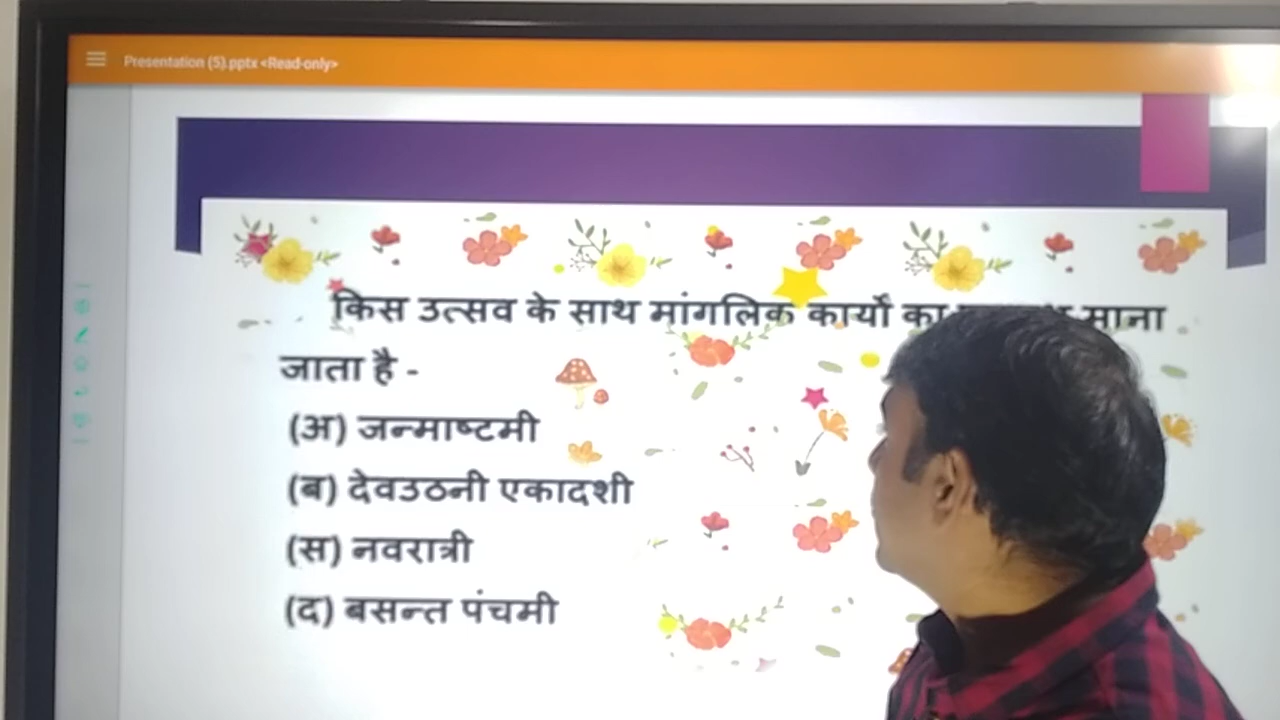 Presentation (5).pptx <Read-only>
किस उत्सव के साथ मांगलिक कार्यों का माना
जाता है -
(अ) जन्माष्टमी
(ब) देवउठनी एकादशी
(स) नवरात्री
(द) बसन्त पंचमी